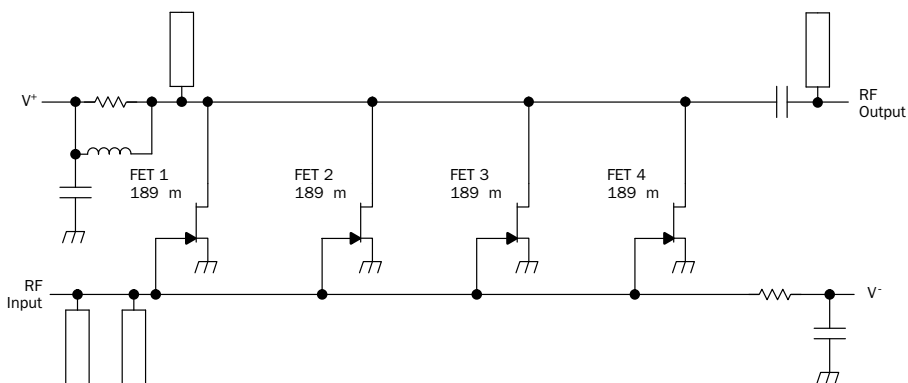 V+
RF
Output
FET 1
189 m
FET 2
189 m
FET 3
189 m
FET 4
189 m
RF
Input
V-